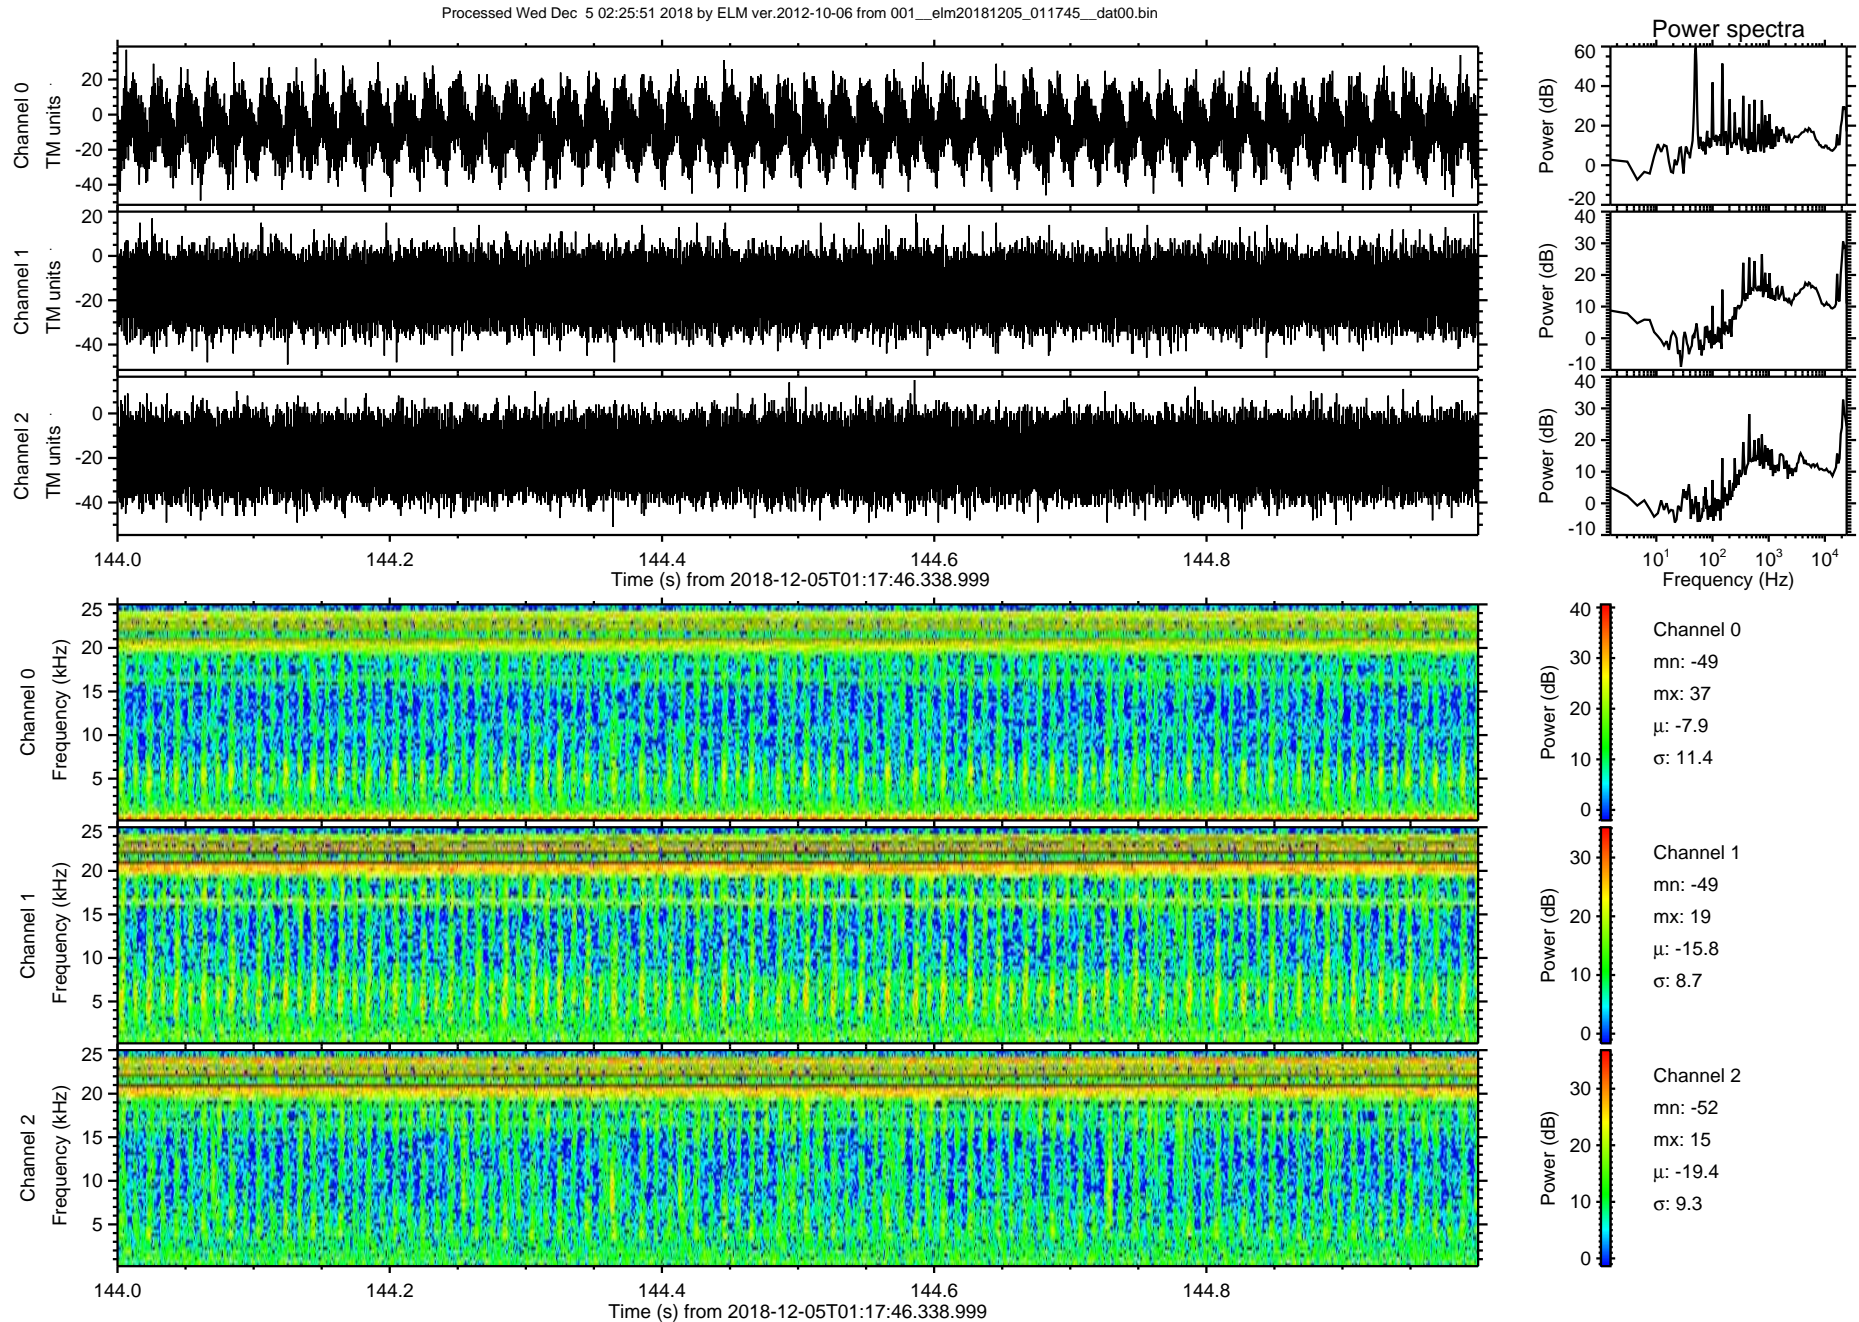 Processed Wed Dec  5 02:25:51 2018 by ELM ver.2012-10-06 from 001__elm20181205_011745__dat00.bin
Power spectra
Channel 0
TM units
20
0
-20
-40
Power (dB)
60
40
20
0
-20
Channel 1
TM units
20
0
-20
-40
Power (dB)
40
30
20
10
0
-10
Channel 2
TM units
0
-20
-40
Power (dB)
40
30
20
10
0
-10
144.0 144.2 144.4 144.6 144.8
Time (s) from 2018-12-05T01:17:46.338.999
10^1 10^2 10^3 10^4
Frequency (Hz)
Channel 0
Frequency (kHz)
25
20
15
10
5
Power (dB)
40
30
20
10
0
Channel 0
mn: -49
mx: 37
µ: -7.9
σ: 11.4
Channel 1
Frequency (kHz)
25
20
15
10
5
Power (dB)
30
20
10
0
Channel 1
mn: -49
mx: 19
µ: -15.8
σ: 8.7
Channel 2
Frequency (kHz)
25
20
15
10
5
Power (dB)
30
20
10
0
Channel 2
mn: -52
mx: 15
µ: -19.4
σ: 9.3
144.0 144.2 144.4 144.6 144.8
Time (s) from 2018-12-05T01:17:46.338.999